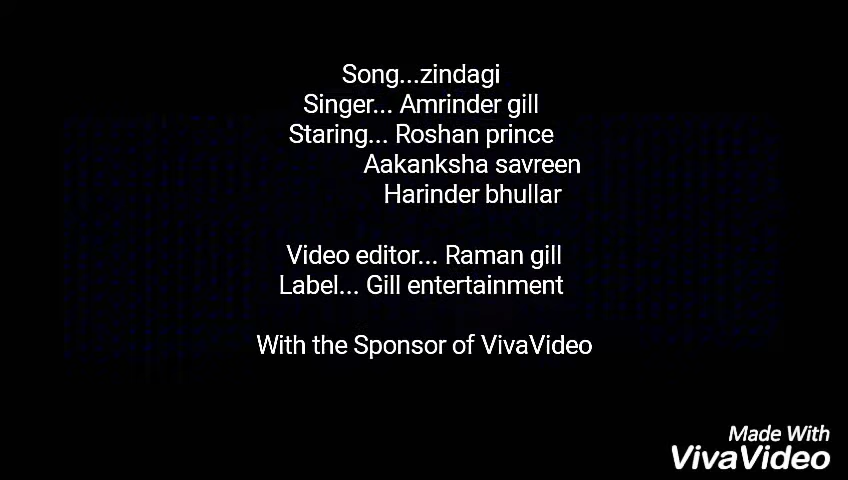 Song...zindagi
Singer... Amrinder gill
Staring... Roshan prince
Aakanksha savreen
Harinder bhullar
Video editor... Raman gill
Label... Gill entertainment
With the Sponsor of VivaVideo
Made With
VivaVideo